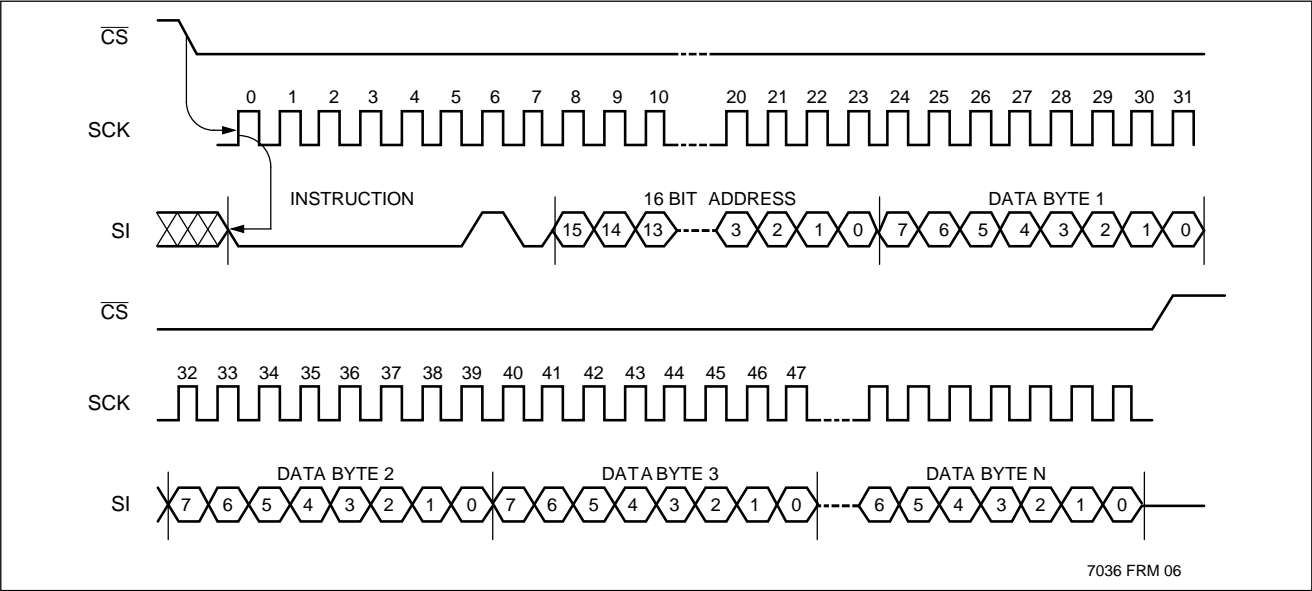 CS
0 1 2 3 4 5 6 7 8 9 10 20 21 22 23 24 25 26 27 28 29 30 31
SCK
INSTRUCTION 16 BIT ADDRESS DATA BYTE 1
SI 15 14 13 3 2 1 0 7 6 5 4 3 2 1 0
CS
32 33 34 35 36 37 38 39 40 41 42 43 44 45 46 47
SCK
DATA BYTE 2 DATA BYTE 3 DATA BYTE N
SI 7 6 5 4 3 2 1 0 7 6 5 4 3 2 1 0 6 5 4 3 2 1 0
7036 FRM 06